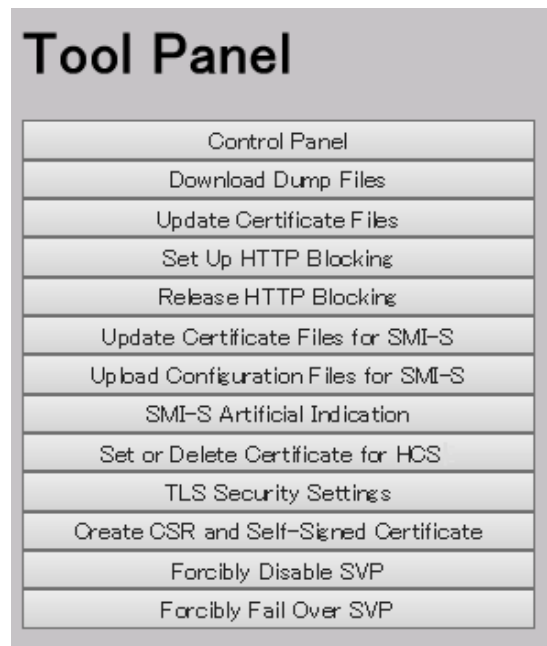 Tool Panel
Control Panel
Download Dump Files
Update Certificate Files
Set Up HTTP Blocking
Release HTTP Blocking
Update Certificate Files for SMI-S
Upload Configuration Files for SMI-S
SMI-S Artificial Indication
Set or Delete Certificate for HCS
TLS Security Settings
Create CSR and Self-Signed Certificate
Forcibly Disable SVP
Forcibly Fail Over SVP